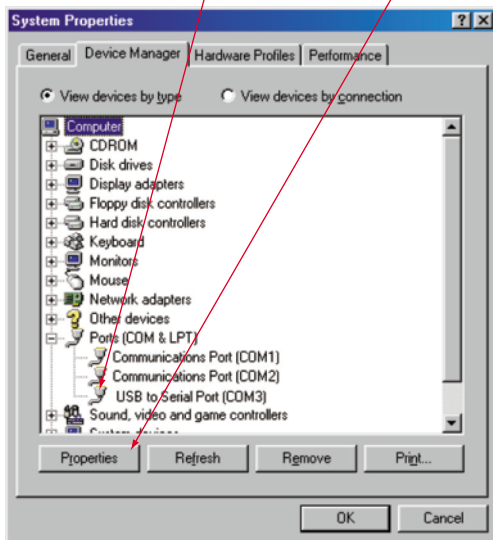 System Properties
General Device Manager Hardware Profiles Performance
View devices by type View devices by connection
Computer
CDROM
Disk drives
Display adapters
Floppy disk controllers
Hard disk controllers
Keyboard
Monitors
Mouse
Network adapters
Other devices
Ports (COM & LPT)
Communications Port (COM1)
Communications Port (COM2)
USB to Serial Port (COM3)
Sound, video and game controllers
System devices
Properties Refresh Remove Print...
OK Cancel